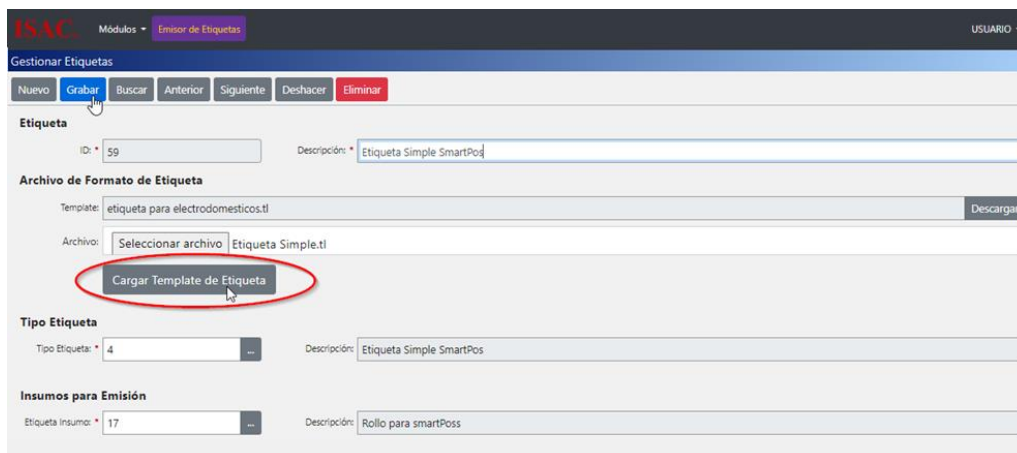 ISAC. Módulos Emisor de Etiquetas USUARIO
Gestionar Etiquetas
Nuevo Grabar Buscar Anterior Siguiente Deshacer Eliminar
Etiqueta
ID: * 59 Descripción: * Etiqueta Simple SmartPos
Archivo de Formato de Etiqueta
Template: etiqueta para electrodomesticos.tl Descargar
Archivo: Seleccionar archivo Etiqueta Simple.tl
Cargar Template de Etiqueta
Tipo Etiqueta
Tipo Etiqueta: * 4 ... Descripción: Etiqueta Simple SmartPos
Insumos para Emisión
Etiqueta Insumo: * 17 ... Descripción: Rollo para smartPoss